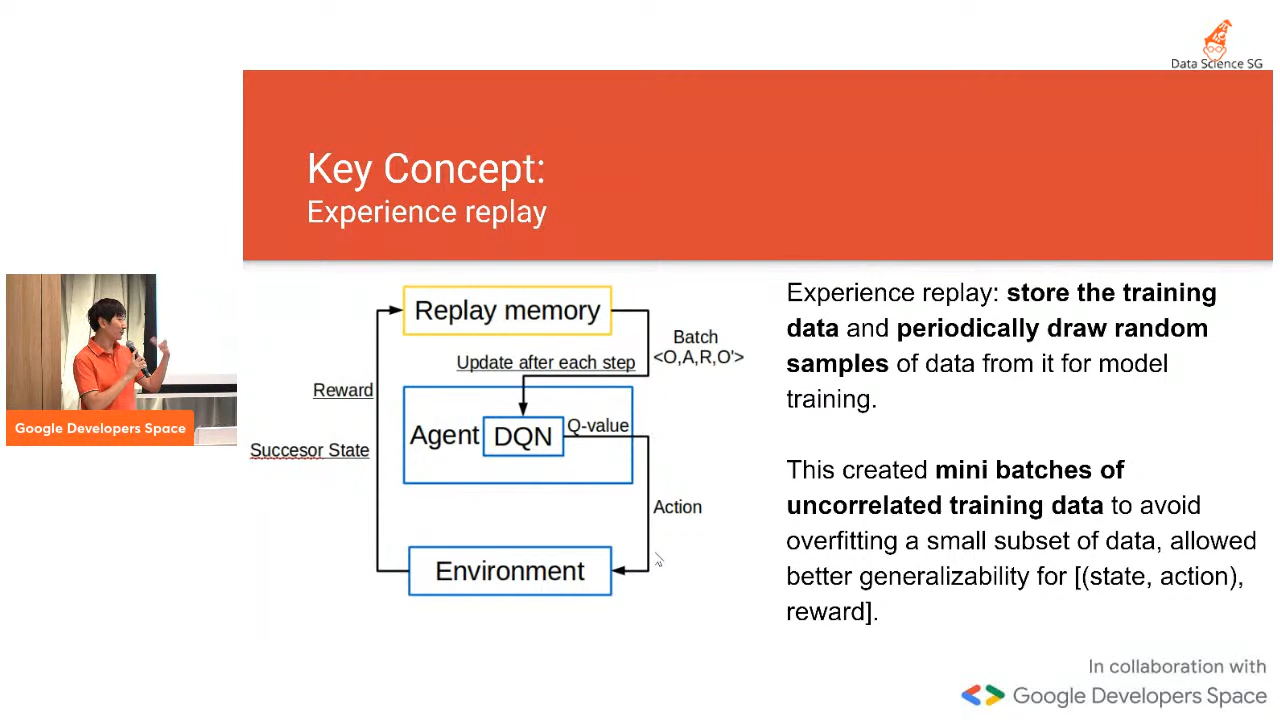 Data Science SG
Key Concept:
Experience replay
Replay memory
Batch
<O,A,R,O'>
Update after each step
Reward
Agent
DQN
Q-value
Succesor State
Action
Environment
Experience replay: store the training
data and periodically draw random
samples of data from it for model
training.
This created mini batches of
uncorrelated training data to avoid
overfitting a small subset of data, allowed
better generalizability for [(state, action),
reward].
Google Developers Space
In collaboration with
Google Developers Space